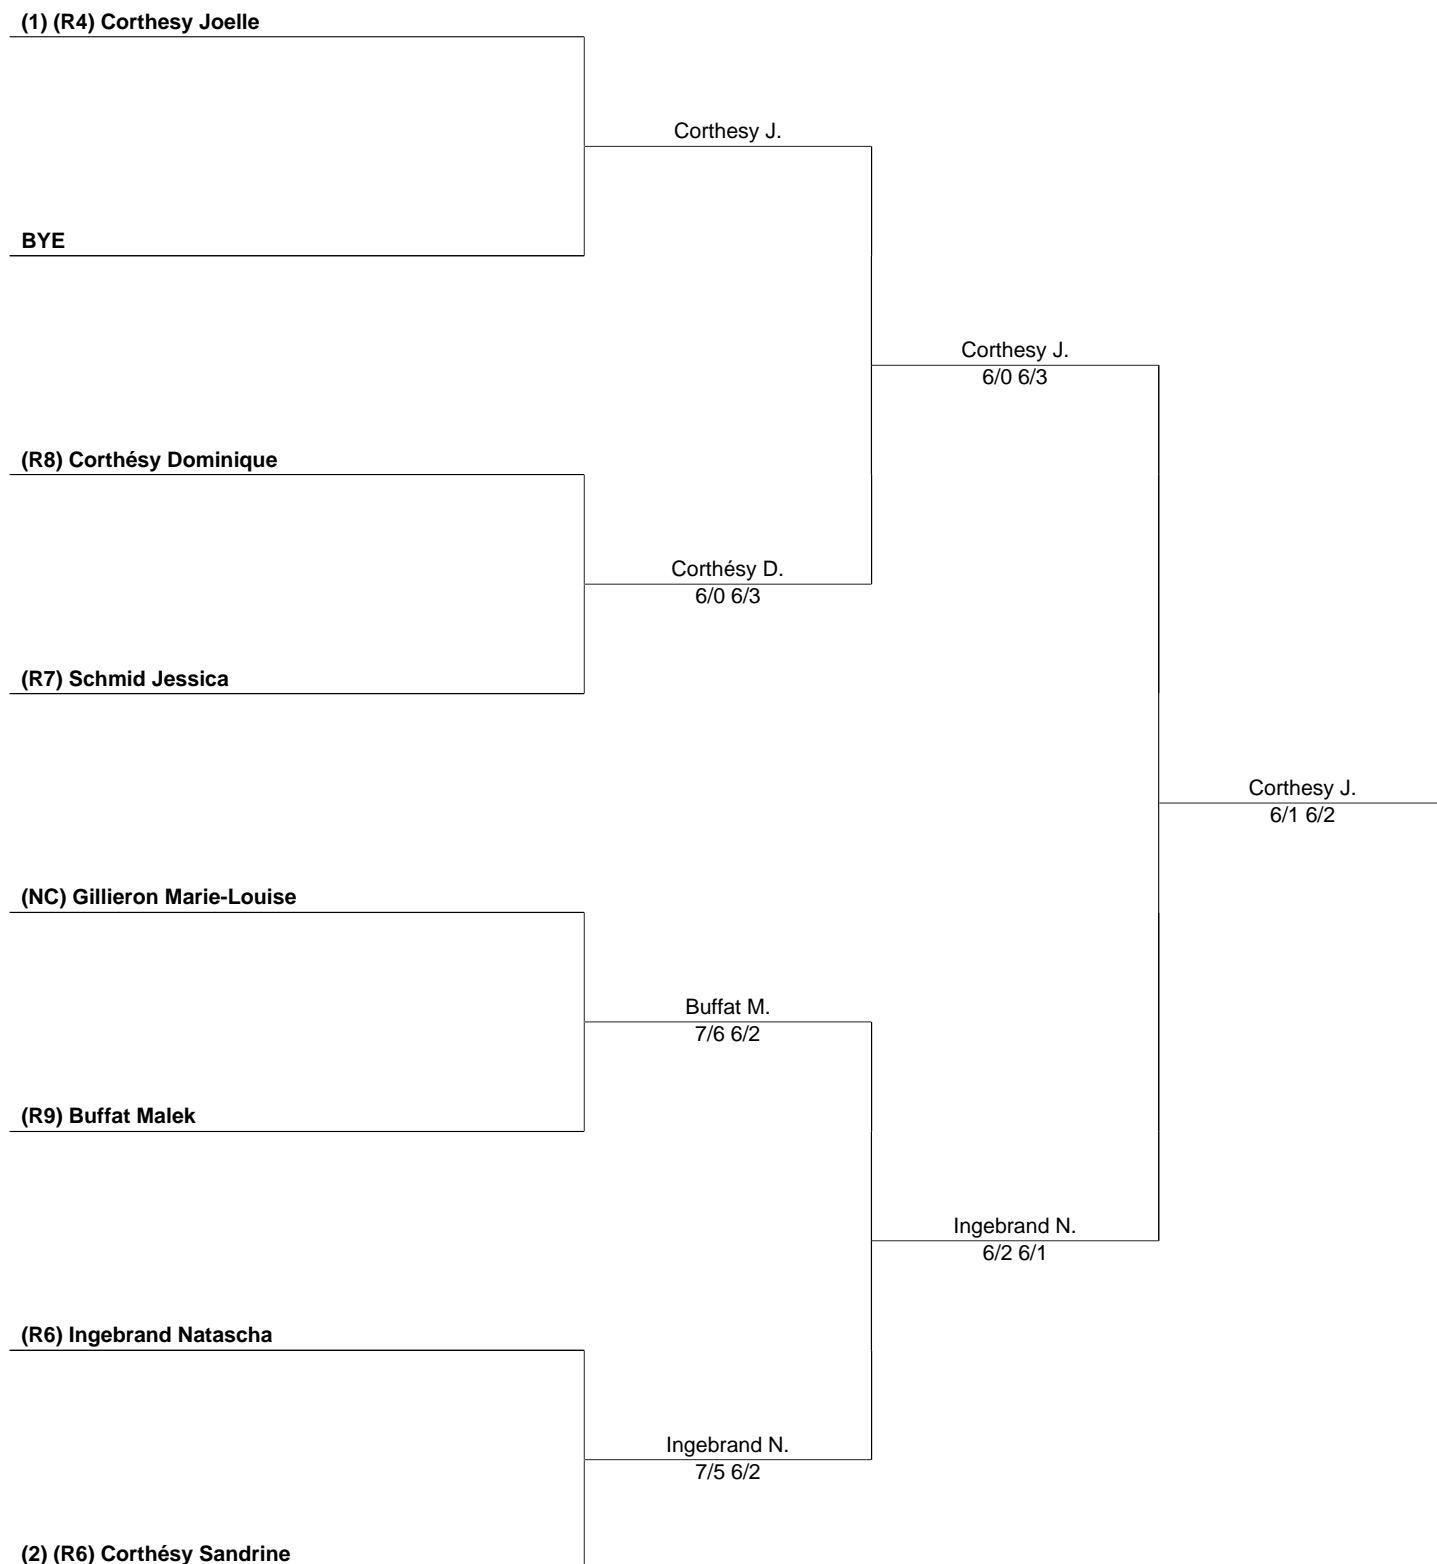 (1) (R4) Corthesy Joelle
Corthesy J.
BYE
Corthesy J.
6/0 6/3
(R8) Corthésy Dominique
Corthésy D.
6/0 6/3
(R7) Schmid Jessica
Corthesy J.
6/1 6/2
(NC) Gillieron Marie-Louise
Buffat M.
7/6 6/2
(R9) Buffat Malek
Ingebrand N.
6/2 6/1
(R6) Ingebrand Natascha
Ingebrand N.
7/5 6/2
(2) (R6) Corthésy Sandrine